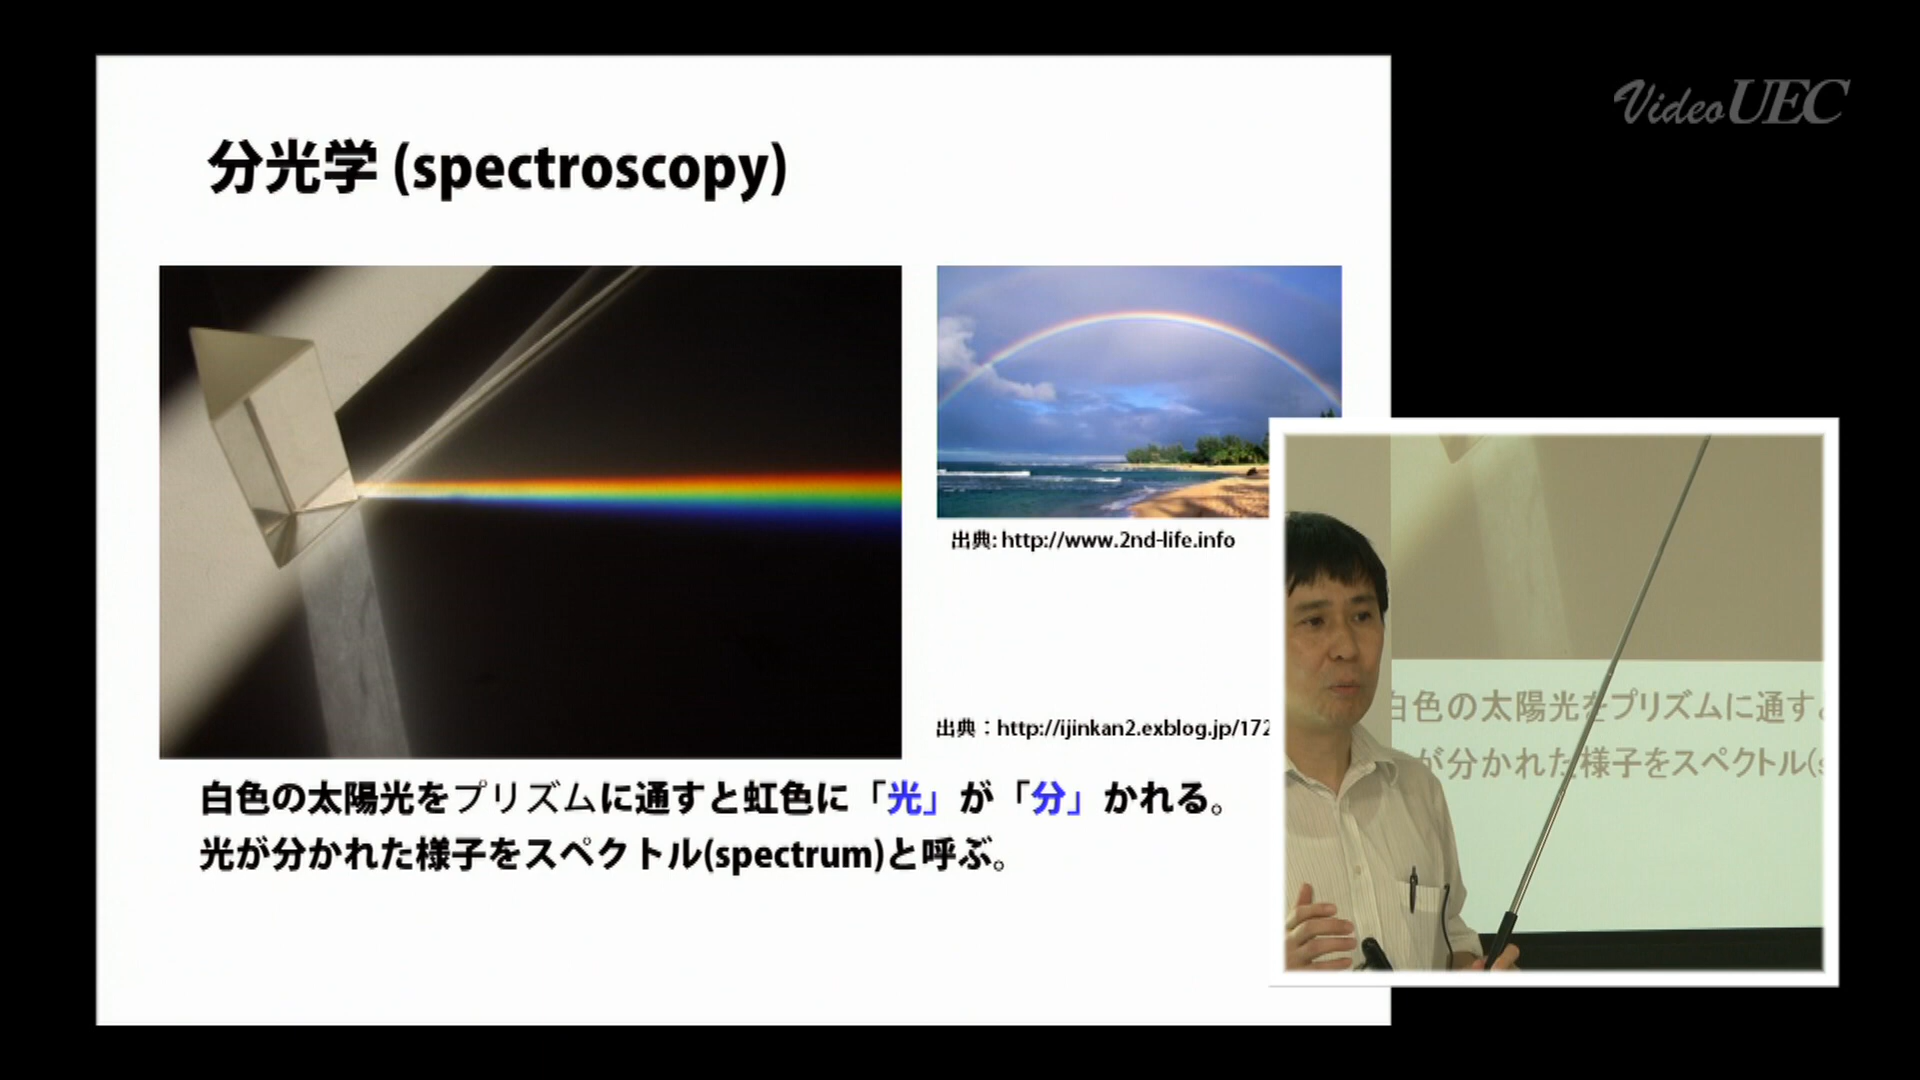 Video UEC
分光学 (spectroscopy)
出典: http://www.2nd-life.info
出典：http://ijinkan2.exblog.jp/172
白色の太陽光をプリズムに通すと虹色に「光」が「分」かれる。
光が分かれた様子をスペクトル(spectrum)と呼ぶ。
白色の太陽光をプリズムに通す
が分かれた様子をスペクトル(s